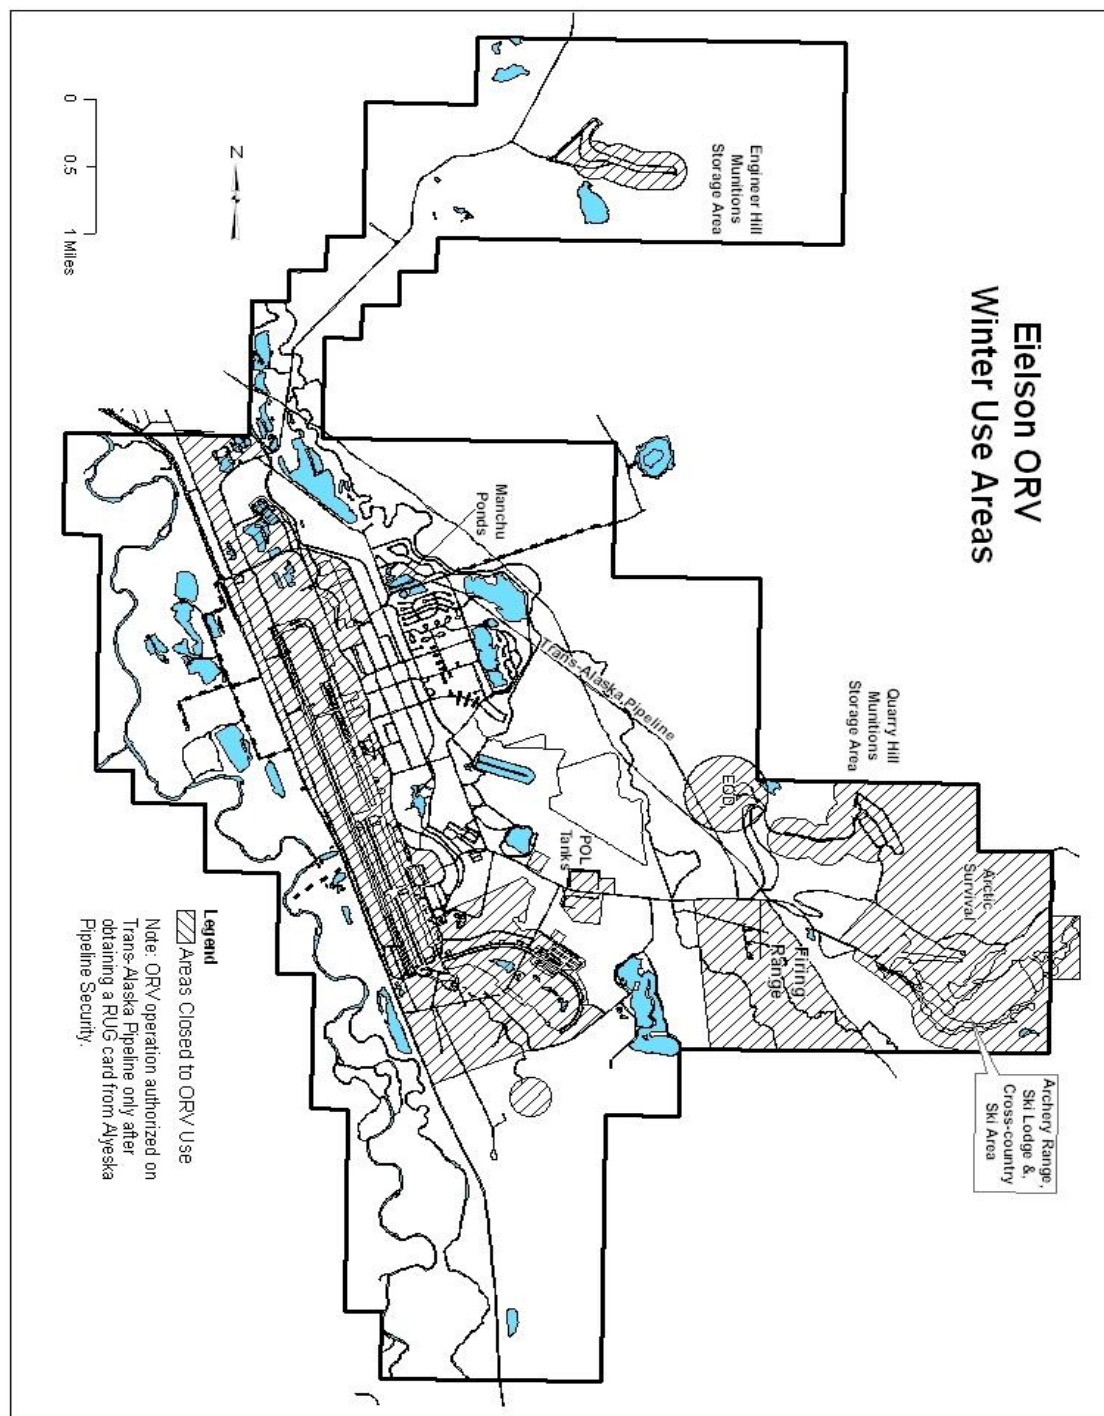 Eielson ORV
Winter Use Areas
Engineer Hill
Munitions
Storage Area
N
0
0.5
1 Miles
Manchu
Ponds
Trans-Alaska Pipeline
Quarry Hill
Munitions
Storage Area
EOD
POL
Tanks
Arctic
Survival
Firing
Range
Archery Range,
Ski Lodge &,
Cross-country
Ski Area
Legend
Areas Closed to ORV Use
Note: ORV operation authorized on
Trans-Alaska Pipeline only after
obtaining a RUG card from Alyeska
Pipeline Security.